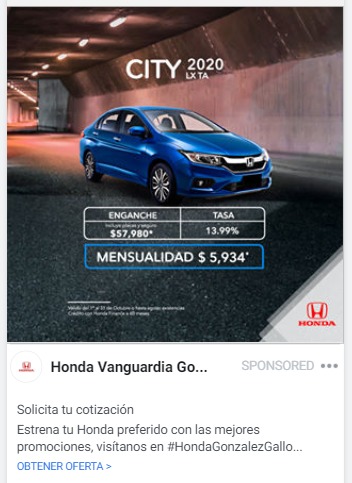 CITY 2020
LX TA
ENGANCHE
Incluye placas y seguro
$57,980*
TASA
13.99%
MENSUALIDAD $ 5,934*
Válido del 1º al 31 de Octubre o hasta agotar existencias
Crédito con Honda Finance a 60 meses
HONDA
Honda Vanguardia Go...
SPONSORED
Solicita tu cotización
Estrena tu Honda preferido con las mejores
promociones, visítanos en #HondaGonzalezGallo...
OBTENER OFERTA >